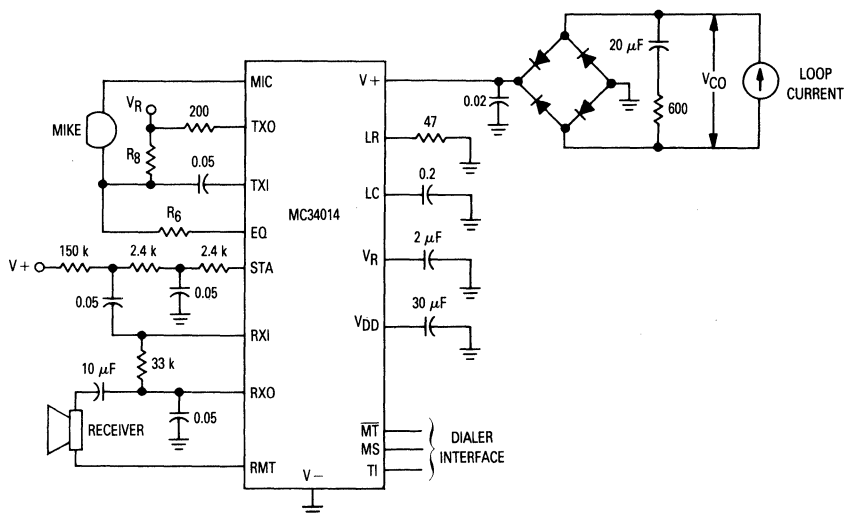 MIC
V+
20 μF
LOOP
CURRENT
VCO
0.02
600
VR
200
TXO
MIKE
R8
0.05
TXI
47
LR
0.2
LC
MC34014
R6
EQ
2 μF
VR
V+
150 k
2.4 k
2.4 k
STA
0.05
0.05
30 μF
VDD
RXI
33 k
10 μF
RXO
0.05
RECEIVER
MT
MS
TI
DIALER
INTERFACE
RMT
V−